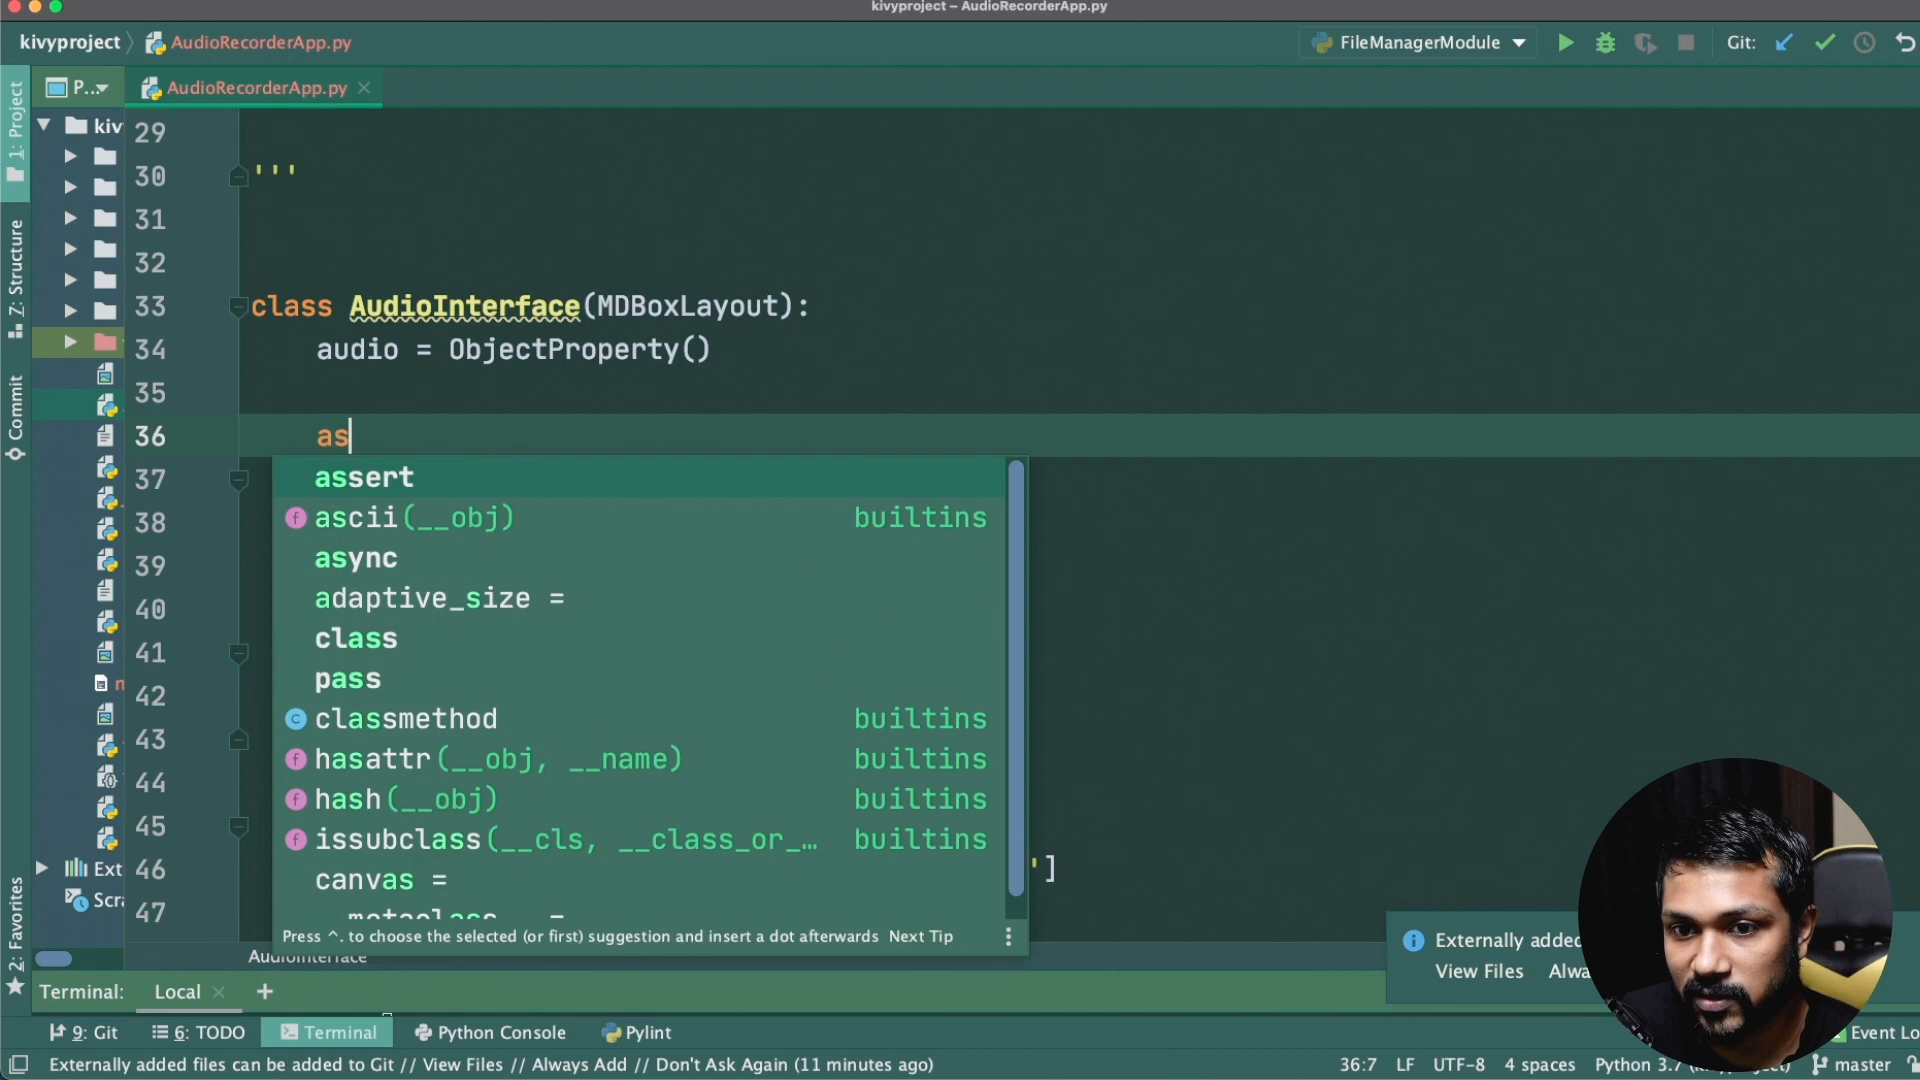 kivyproject – AudioRecorderApp.py
kivyproject AudioRecorderApp.py FileManagerModule Git:
P... AudioRecorderApp.py
1: Project
Z: Structure
Commit
2: Favorites
kiv
Ext
Scra
29
30 '''
31
32
33 class AudioInterface(MDBoxLayout):
34 audio = ObjectProperty()
35
36 as
37
38
39
40
41
42
43
44
45
46 ']
47
assert
ascii(__obj) builtins
async
adaptive_size =
class
pass
classmethod builtins
hasattr(__obj, __name) builtins
hash(__obj) builtins
issubclass(__cls, __class_or_… builtins
canvas =
Press ^. to choose the selected (or first) suggestion and insert a dot afterwards Next Tip
AudioInterface
Externally added
View Files Alwa
Terminal: Local +
9: Git 6: TODO Terminal Python Console Pylint Event Lo
Externally added files can be added to Git // View Files // Always Add // Don't Ask Again (11 minutes ago) 36:7 LF UTF-8 4 spaces Python 3.7 master